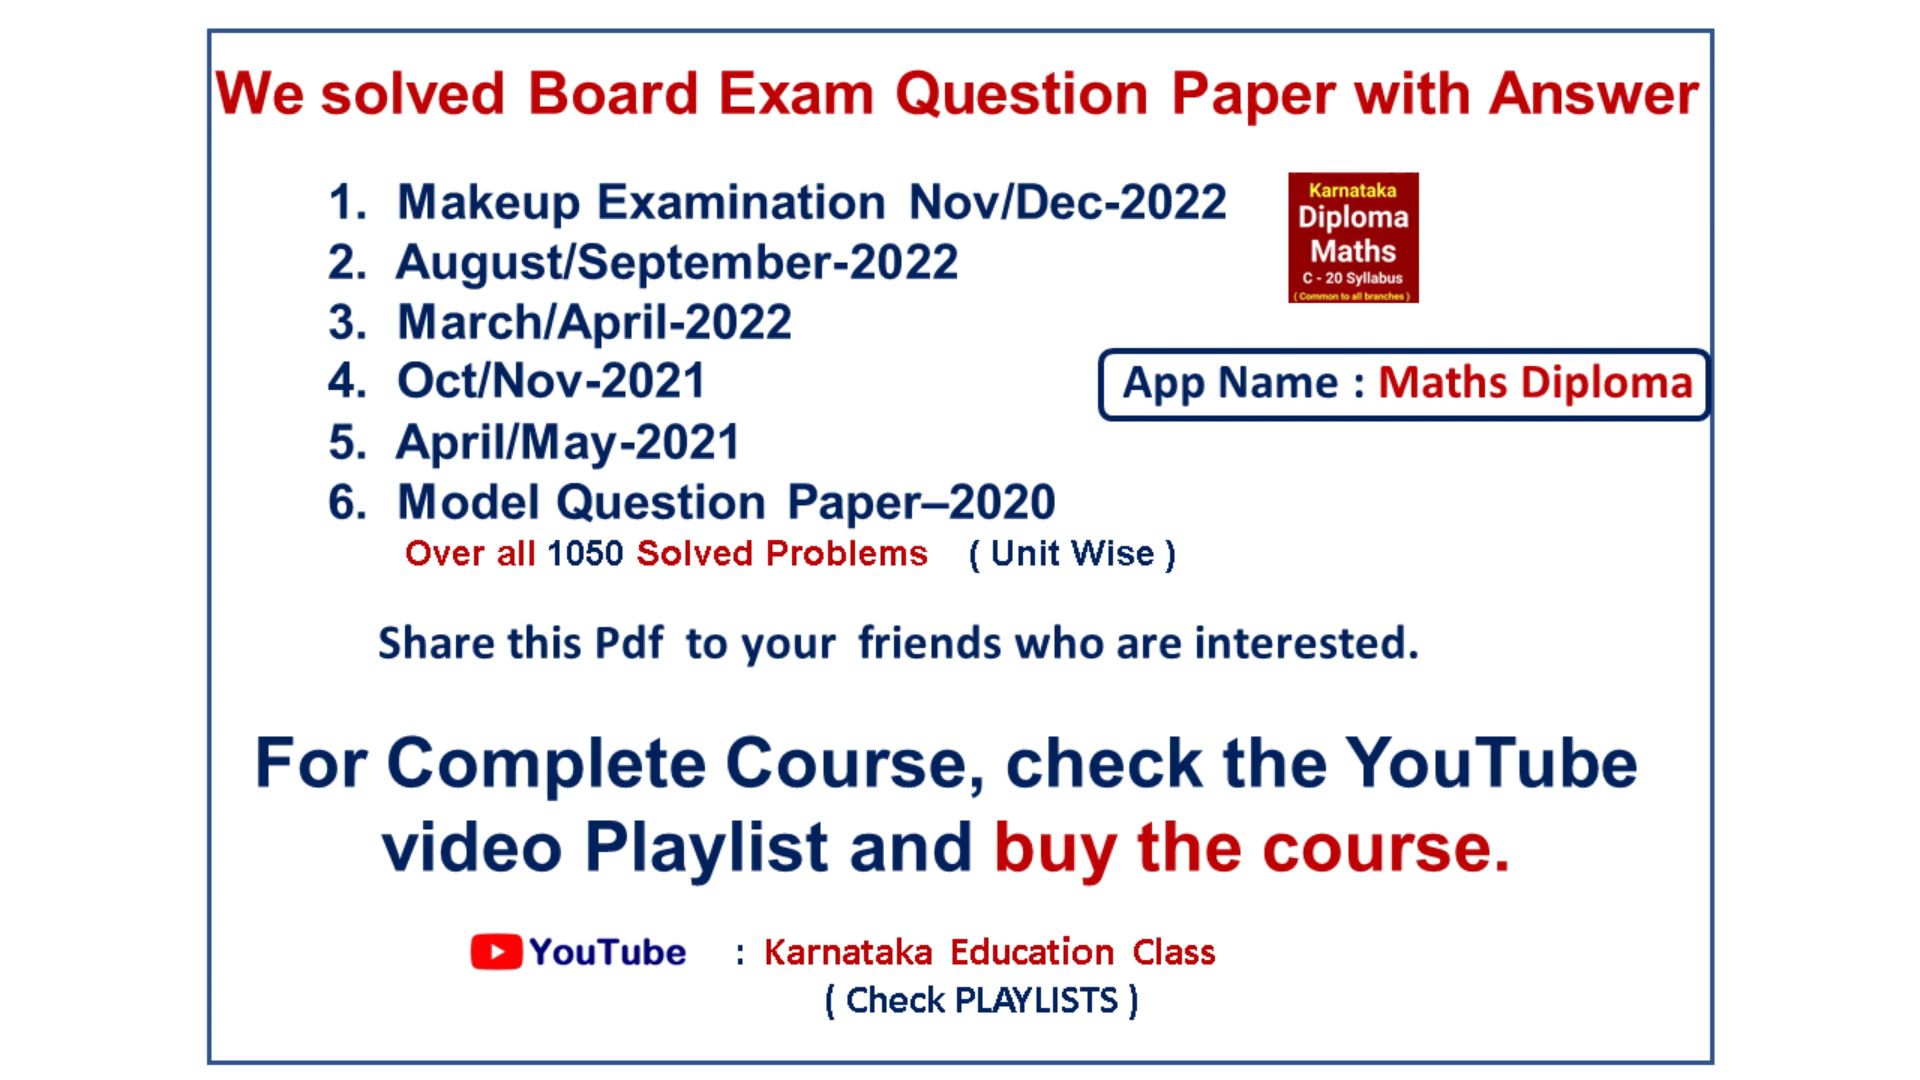 We solved Board Exam Question Paper with Answer
1. Makeup Examination Nov/Dec-2022
2. August/September-2022
3. March/April-2022
4. Oct/Nov-2021
5. April/May-2021
6. Model Question Paper–2020
Over all 1050 Solved Problems ( Unit Wise )
Karnataka
Diploma
Maths
C - 20 Syllabus
( Common to all branches )
App Name : Maths Diploma
Share this Pdf to your friends who are interested.
For Complete Course, check the YouTube
video Playlist and buy the course.
YouTube : Karnataka Education Class
( Check PLAYLISTS )